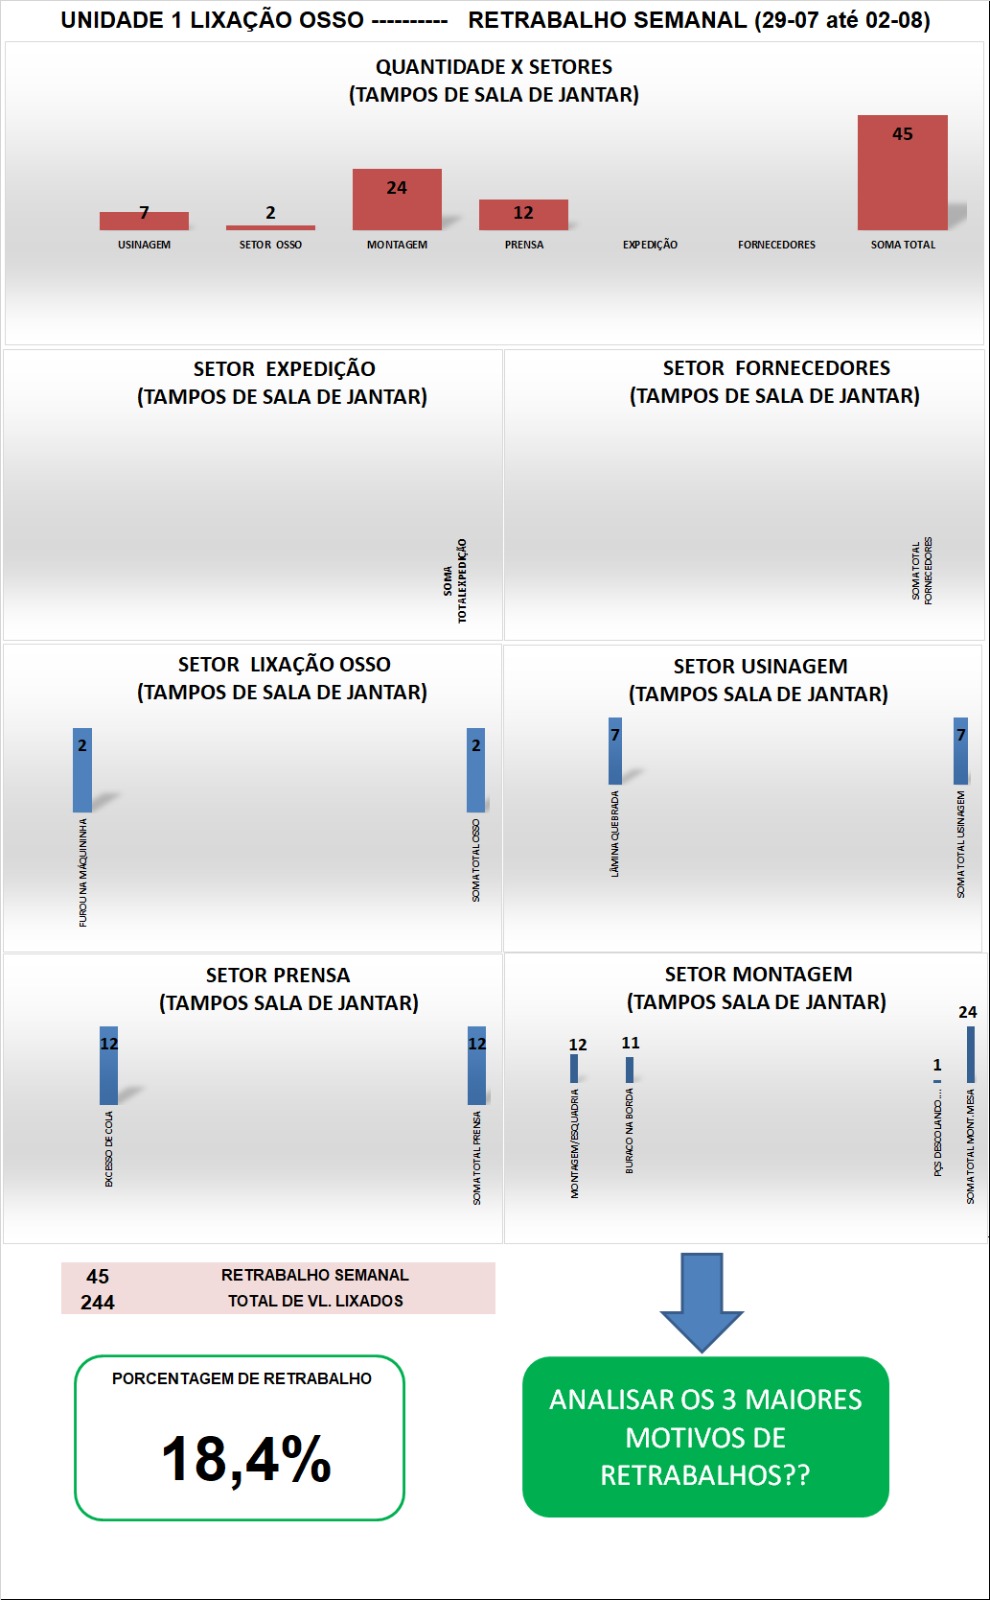 UNIDADE 1 LIXAÇÃO OSSO ---------- RETRABALHO SEMANAL (29-07 até 02-08)
QUANTIDADE X SETORES
(TAMPOS DE SALA DE JANTAR)
7
2
24
12
45
USINAGEM
SETOR OSSO
MONTAGEM
PRENSA
EXPEDIÇÃO
FORNECEDORES
SOMA TOTAL
SETOR EXPEDIÇÃO
(TAMPOS DE SALA DE JANTAR)
SOMA
TOTALEXPEDIÇÃO
SETOR FORNECEDORES
(TAMPOS DE SALA DE JANTAR)
SOMA TOTAL
FORNECEDORES
SETOR LIXAÇÃO OSSO
(TAMPOS DE SALA DE JANTAR)
2
2
FUROU NA MÁQUININHA
SOMA TOTAL OSSO
SETOR USINAGEM
(TAMPOS SALA DE JANTAR)
7
7
LÂMINA QUEBRADA
SOMA TOTAL USINAGEM
SETOR PRENSA
(TAMPOS SALA DE JANTAR)
12
12
EXCESSO DE COLA
SOMA TOTAL PRENSA
SETOR MONTAGEM
(TAMPOS SALA DE JANTAR)
12
11
1
24
MONTAGEM/ESQUADRIA
BURACO NA BORDA
PÇS DESCOLANDO...
SOMA TOTAL MONT.MESA
45 RETRABALHO SEMANAL
244 TOTAL DE VL. LIXADOS
PORCENTAGEM DE RETRABALHO
18,4%
ANALISAR OS 3 MAIORES
MOTIVOS DE
RETRABALHOS??